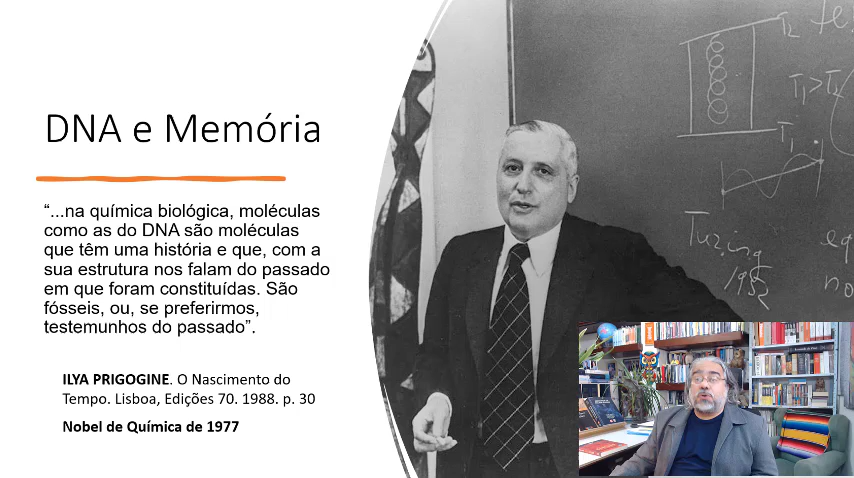 DNA e Memória
“...na química biológica, moléculas
como as do DNA são moléculas
que têm uma história e que, com a
sua estrutura nos falam do passado
em que foram constituídas. São
fósseis, ou, se preferirmos,
testemunhos do passado”.
ILYA PRIGOGINE. O Nascimento do
Tempo. Lisboa, Edições 70. 1988. p. 30
Nobel de Química de 1977
T₂
T₁>T₂
T₁
Turing
1952